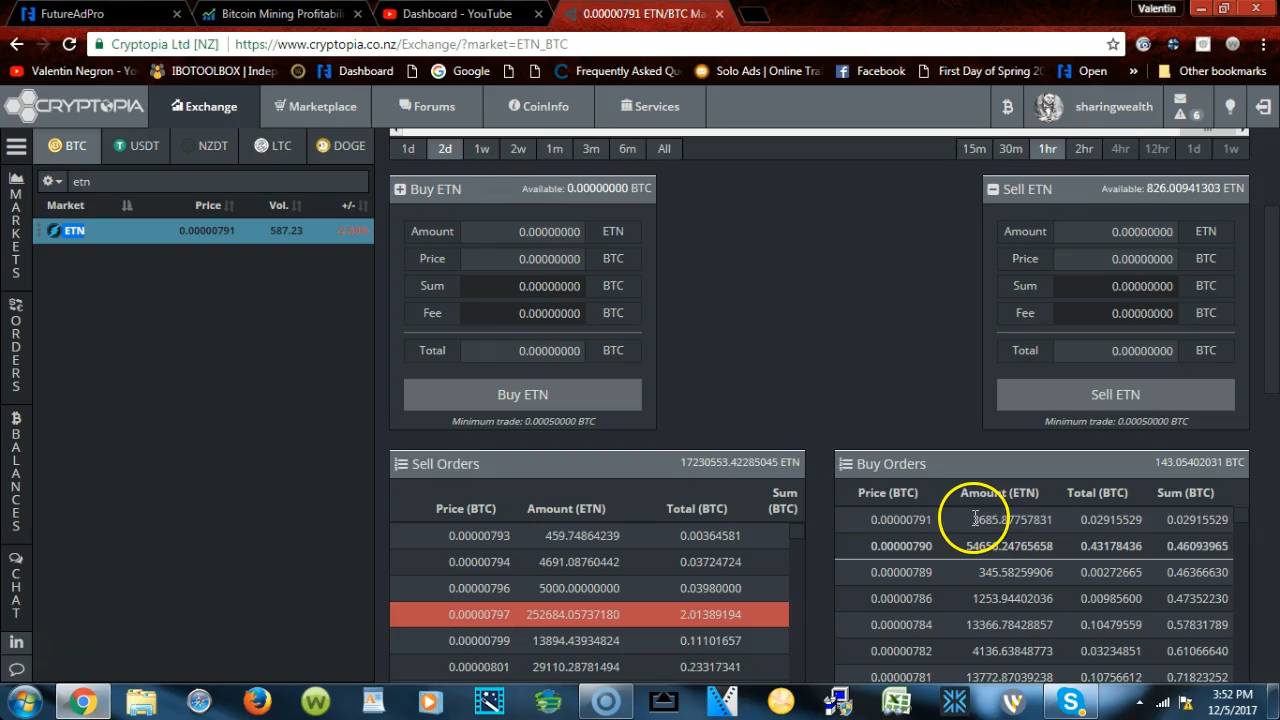 FutureAdPro
Bitcoin Mining Profitabili
Dashboard - YouTube
0.00000791 ETN/BTC Ma
Valentin
Cryptopia Ltd [NZ]
https://www.cryptopia.co.nz/Exchange/?market=ETN_BTC
Valentin Negron - Yo
IBOTOOLBOX | Indep
Dashboard
Google
Frequently Asked Qu
Solo Ads | Online Tra
Facebook
First Day of Spring 20
Open
»
Other bookmarks
CRYPTOPIA
Exchange
Marketplace
Forums
CoinInfo
Services
sharingwealth
6
BTC
USDT
NZDT
LTC
DOGE
1d 2d 1w 2w 1m 3m 6m All
15m 30m 1hr 2hr 4hr 12hr 1d 1w
etn
Market Price Vol. +/-
ETN 0.00000791 587.23
MARKETS
ORDERS
BALANCES
CHAT
Buy ETN Available: 0.00000000 BTC
Amount 0.00000000 ETN
Price 0.00000000 BTC
Sum 0.00000000 BTC
Fee 0.00000000 BTC
Total 0.00000000 BTC
Buy ETN
Minimum trade: 0.00050000 BTC
Sell ETN Available: 826.00941303 ETN
Amount 0.00000000 ETN
Price 0.00000000 BTC
Sum 0.00000000 BTC
Fee 0.00000000 BTC
Total 0.00000000 BTC
Sell ETN
Minimum trade: 0.00050000 BTC
Sell Orders 17230553.42285045 ETN
Price (BTC) Amount (ETN) Total (BTC) Sum (BTC)
0.00000793 459.74864239 0.00364581
0.00000794 4691.08760442 0.03724724
0.00000796 5000.00000000 0.03980000
0.00000797 252684.05737180 2.01389194
0.00000799 13894.43934824 0.11101657
0.00000801 29110.28781494 0.23317341
Buy Orders 143.05402031 BTC
Price (BTC) Amount (ETN) Total (BTC) Sum (BTC)
0.00000791 3685.87757831 0.02915529 0.02915529
0.00000790 54656.24765658 0.43178436 0.46093965
0.00000789 345.58259906 0.00272665 0.46366630
0.00000786 1253.94402036 0.00985600 0.47352230
0.00000784 13366.78428857 0.10479559 0.57831789
0.00000782 4136.63848773 0.03234851 0.61066640
0.00000781 13772.87039238 0.10756612 0.71823252
3:52 PM
12/5/2017